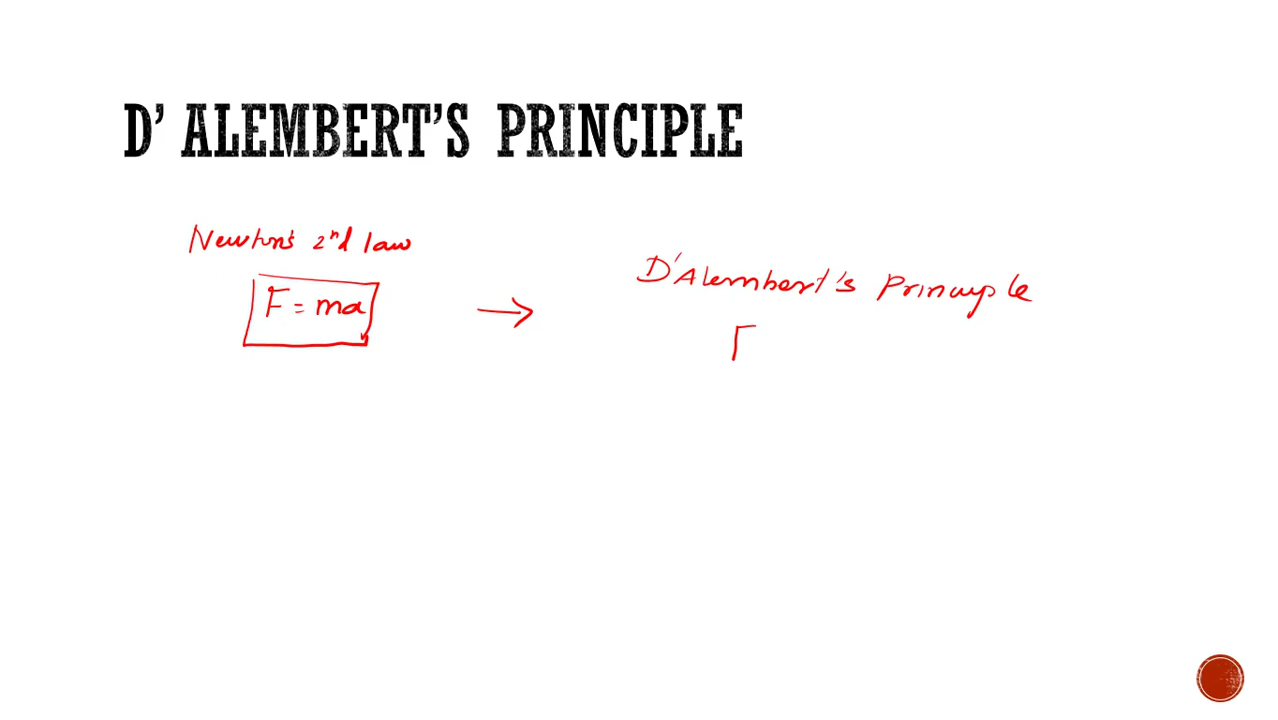 D' ALEMBERT'S PRINCIPLE
Newton's 2nd law
F = ma
→
D'Alembert's Principle